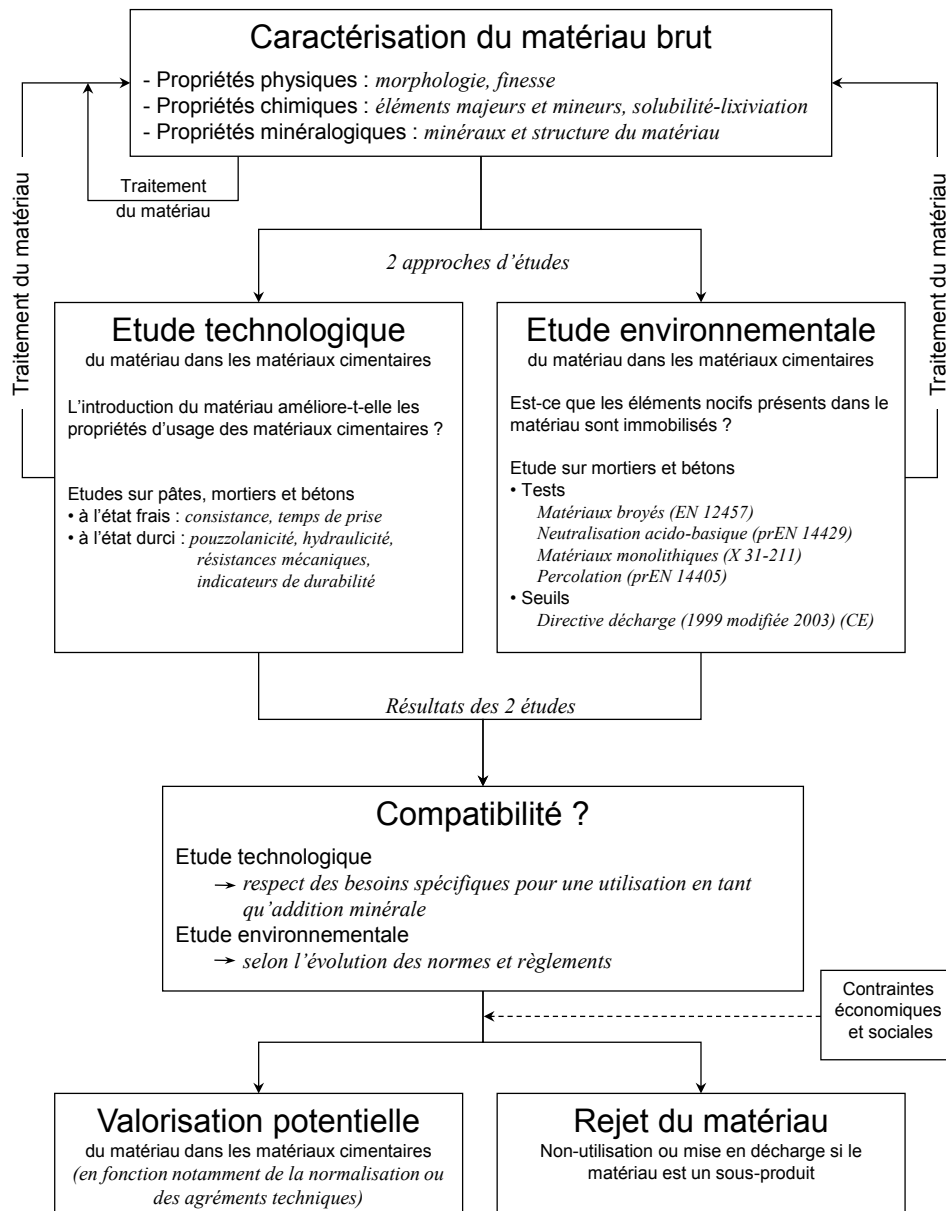 Caractérisation du matériau brut
- Propriétés physiques : morphologie, finesse
- Propriétés chimiques : éléments majeurs et mineurs, solubilité-lixiviation
- Propriétés minéralogiques : minéraux et structure du matériau
Traitement
du matériau
Traitement du matériau
Traitement du matériau
2 approches d’études
Etude technologique
du matériau dans les matériaux cimentaires
L’introduction du matériau améliore-t-elle les
propriétés d’usage des matériaux cimentaires ?
Etudes sur pâtes, mortiers et bétons
• à l’état frais : consistance, temps de prise
• à l’état durci : pouzzolanicité, hydraulicité,
résistances mécaniques,
indicateurs de durabilité
Etude environnementale
du matériau dans les matériaux cimentaires
Est-ce que les éléments nocifs présents dans le
matériau sont immobilisés ?
Etude sur mortiers et bétons
• Tests
Matériaux broyés (EN 12457)
Neutralisation acido-basique (prEN 14429)
Matériaux monolithiques (X 31-211)
Percolation (prEN 14405)
• Seuils
Directive décharge (1999 modifiée 2003) (CE)
Résultats des 2 études
Compatibilité ?
Etude technologique
→ respect des besoins spécifiques pour une utilisation en tant
qu’addition minérale
Etude environnementale
→ selon l’évolution des normes et règlements
Contraintes
économiques
et sociales
Valorisation potentielle
du matériau dans les matériaux cimentaires
(en fonction notamment de la normalisation ou
des agréments techniques)
Rejet du matériau
Non-utilisation ou mise en décharge si le
matériau est un sous-produit